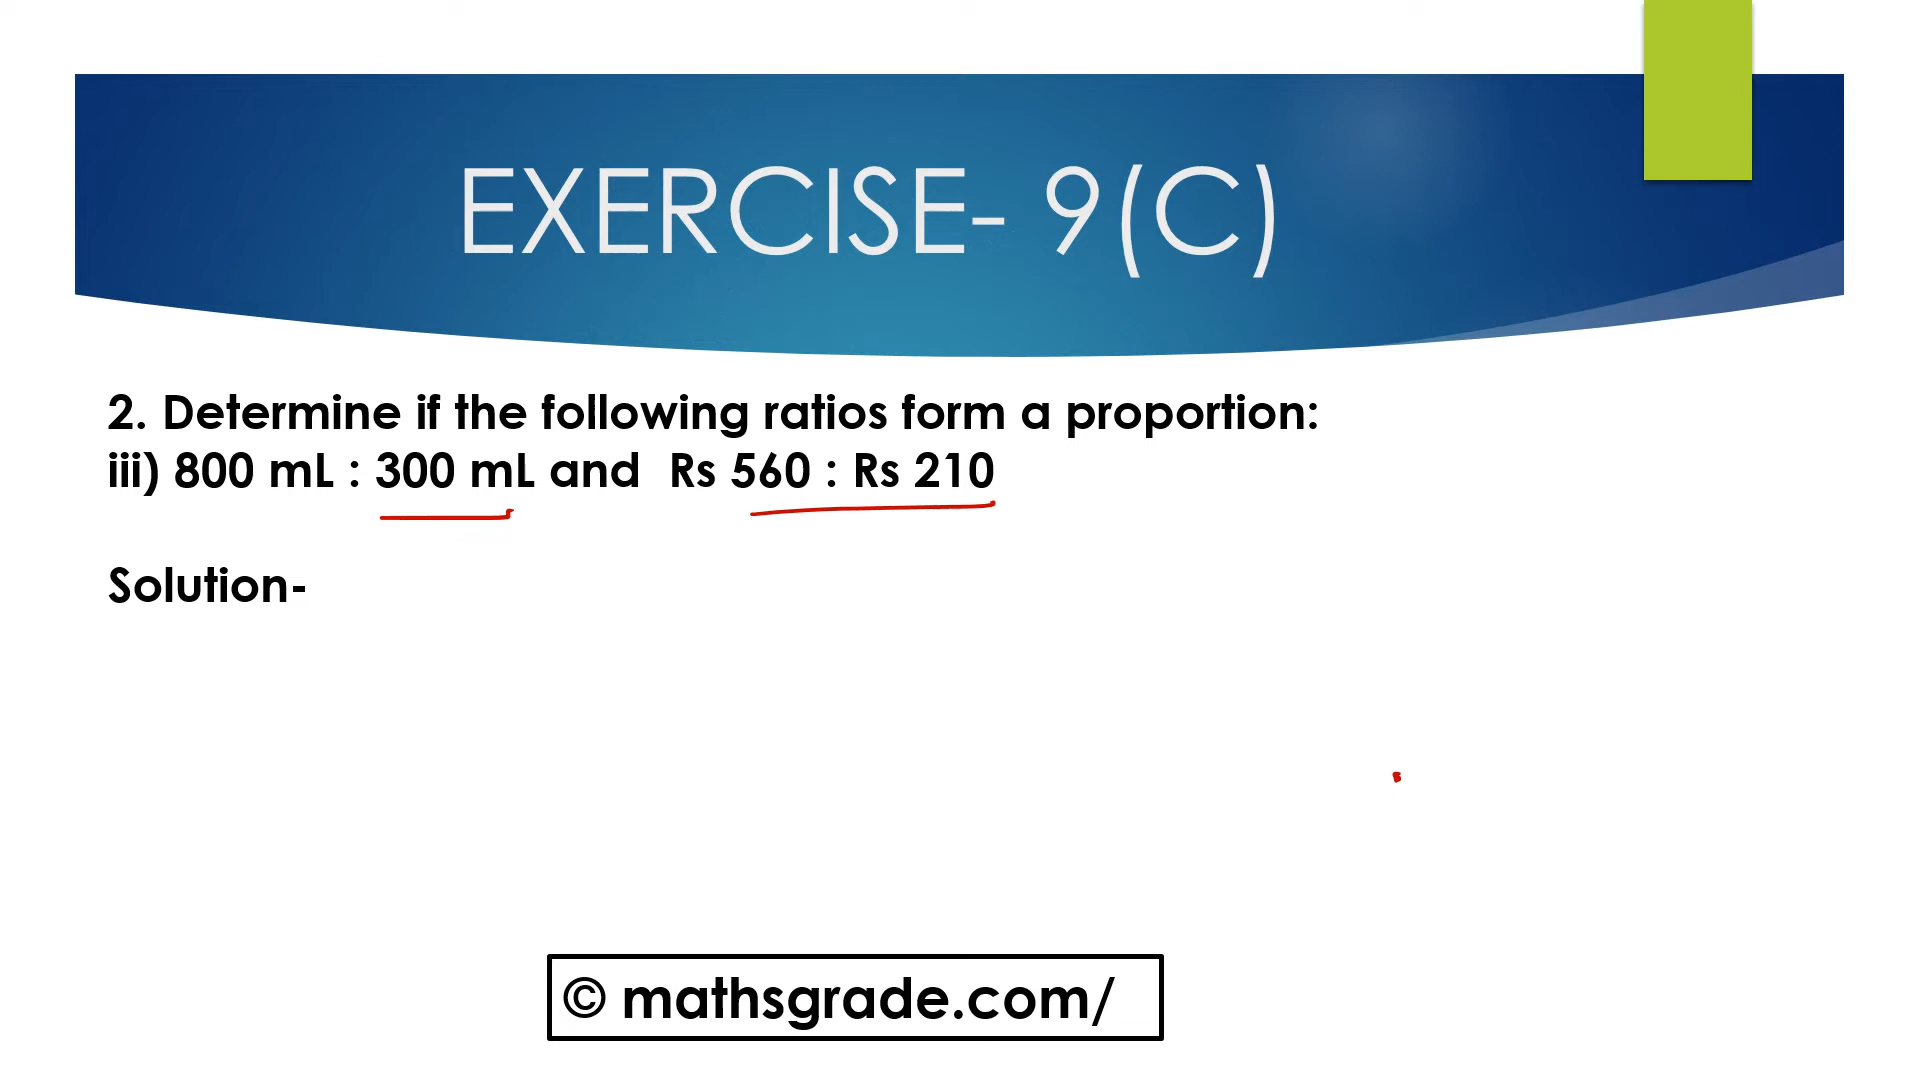 EXERCISE- 9(C)
2. Determine if the following ratios form a proportion:
iii) 800 mL : 300 mL and  Rs 560 : Rs 210
Solution-
© mathsgrade.com/